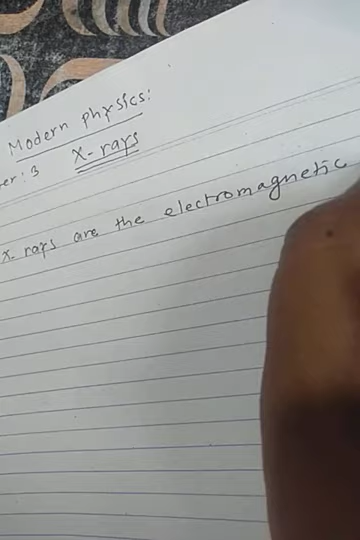 Modern physics:
er: 3 X-rays
X-rays are the electromagnetic